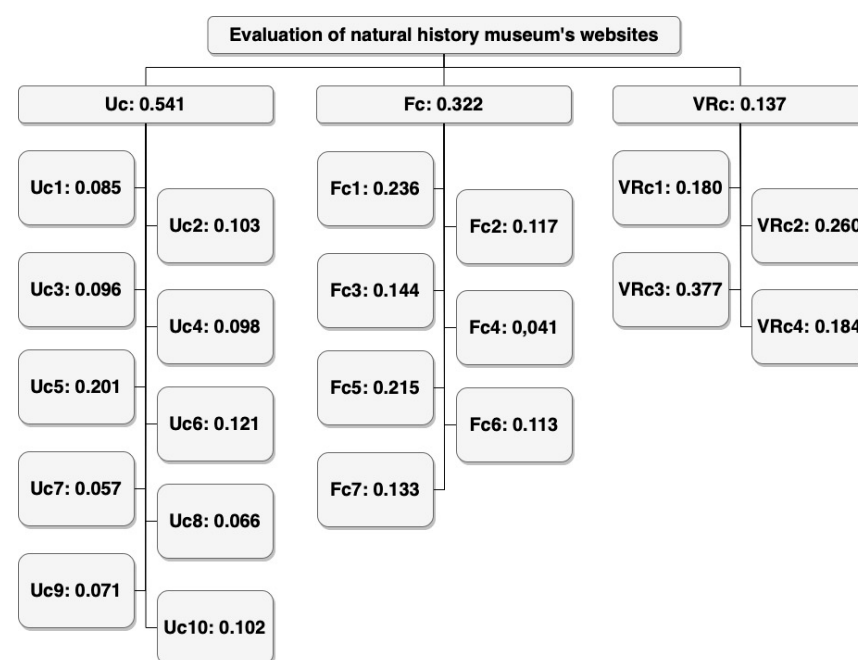 Evaluation of natural history museum's websites
Uc: 0.541
Fc: 0.322
VRc: 0.137
Uc1: 0.085
Uc2: 0.103
Uc3: 0.096
Uc4: 0.098
Uc5: 0.201
Uc6: 0.121
Uc7: 0.057
Uc8: 0.066
Uc9: 0.071
Uc10: 0.102
Fc1: 0.236
Fc2: 0.117
Fc3: 0.144
Fc4: 0,041
Fc5: 0.215
Fc6: 0.113
Fc7: 0.133
VRc1: 0.180
VRc2: 0.260
VRc3: 0.377
VRc4: 0.184